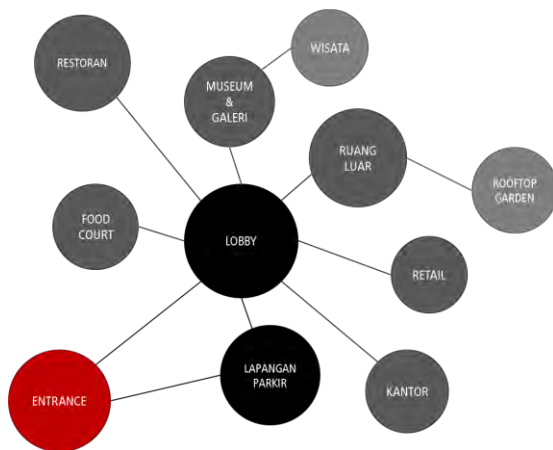 WISATA
RESTORAN
MUSEUM
&
GALERI
RUANG
LUAR
ROOFTOP
GARDEN
FOOD
COURT
LOBBY
RETAIL
LAPANGAN
PARKIR
KANTOR
ENTRANCE